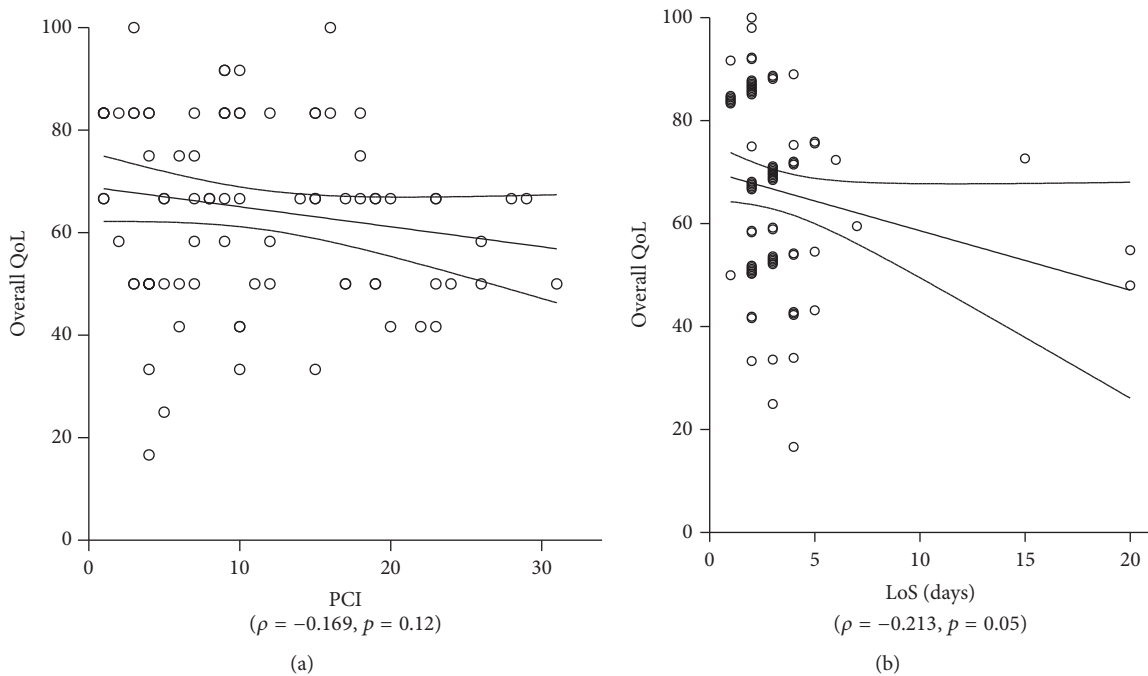 100
80
60
40
20
0
Overall QoL
0 10 20 30
PCI
(ρ = −0.169, p = 0.12)
(a)
100
80
60
40
20
0
Overall QoL
0 5 10 15 20
LoS (days)
(ρ = −0.213, p = 0.05)
(b)